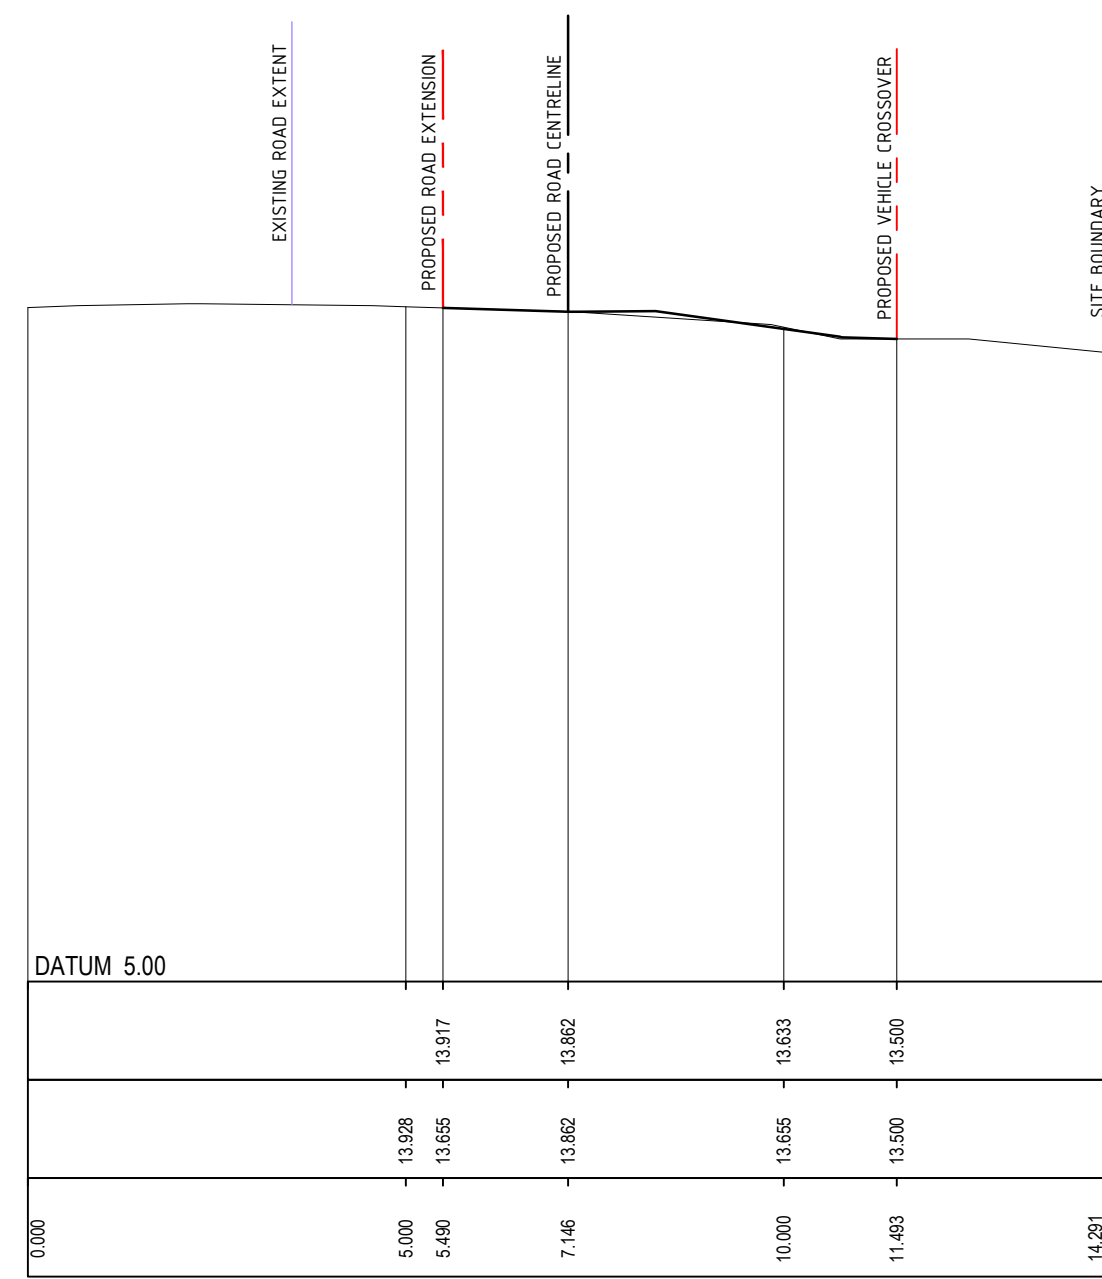 EXISTING ROAD EXTENT
PROPOSED ROAD EXTENSION
PROPOSED ROAD CENTRELINE
PROPOSED VEHICLE CROSSOVER
SITE BOUNDARY
DATUM 5.00
13.917 13.862 13.633 13.500
13.928 13.655 13.862 13.655 13.500
0.000 5.000 5.490 7.146 10.000 11.493 14.291